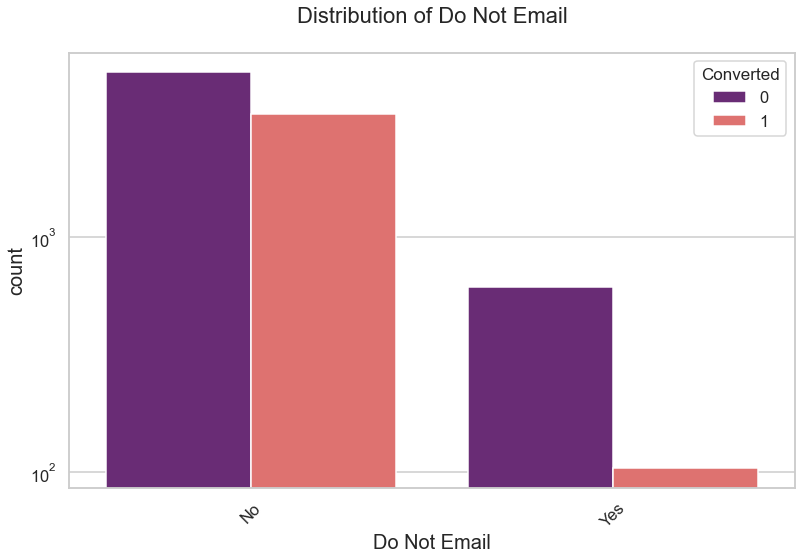 Distribution of Do Not Email
Converted
0
1
count
10³
10²
No
Yes
Do Not Email